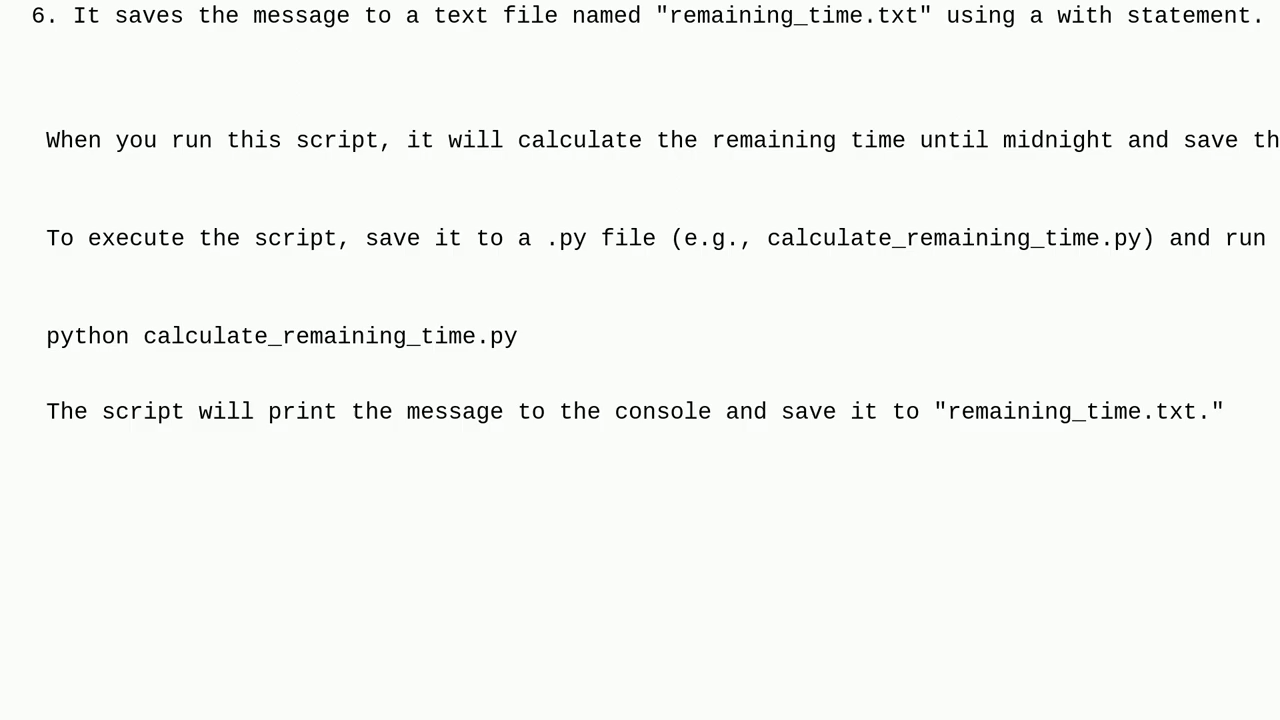 6. It saves the message to a text file named "remaining_time.txt" using a with statement.
When you run this script, it will calculate the remaining time until midnight and save th
To execute the script, save it to a .py file (e.g., calculate_remaining_time.py) and run
python calculate_remaining_time.py
The script will print the message to the console and save it to "remaining_time.txt."